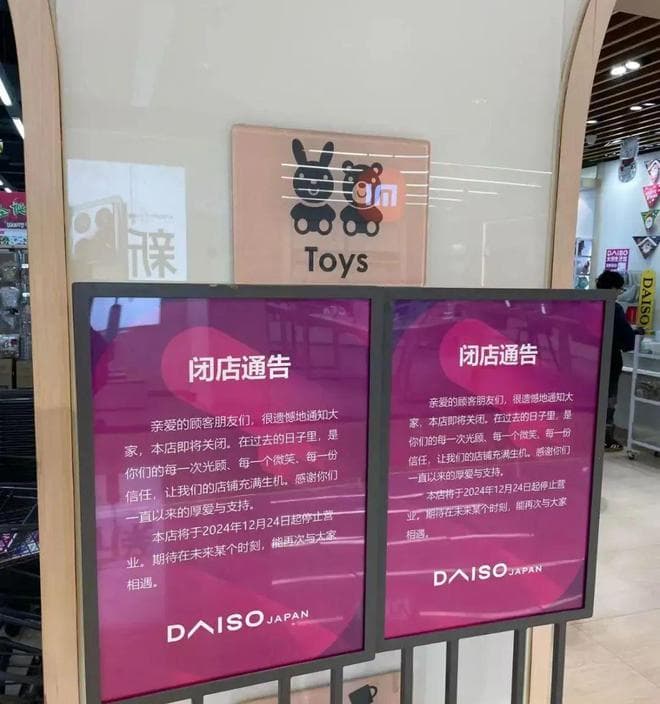 Toys
新
闭店通告
亲爱的顾客朋友们，很遗憾地通知大
家，本店即将关闭。在过去的日子里，是
你们的每一次光顾、每一个微笑、每一份
信任，让我们的店铺充满生机。感谢你们
一直以来的厚爱与支持。
本店将于2024年12月24日起停止营
业。期待在未来某个时刻，能再次与大家
相遇。
DAISO JAPAN
闭店通告
亲爱的顾客朋友们，很遗憾地通知大
家，本店即将关闭。在过去的日子里，是
你们的每一次光顾、每一个微笑、每一份
信任，让我们的店铺充满生机。感谢你们
一直以来的厚爱与支持。
本店将于2024年12月24日起停止营
业。期待在未来某个时刻，能再次与大家
相遇。
DAISO JAPAN
DAISO
DAISO